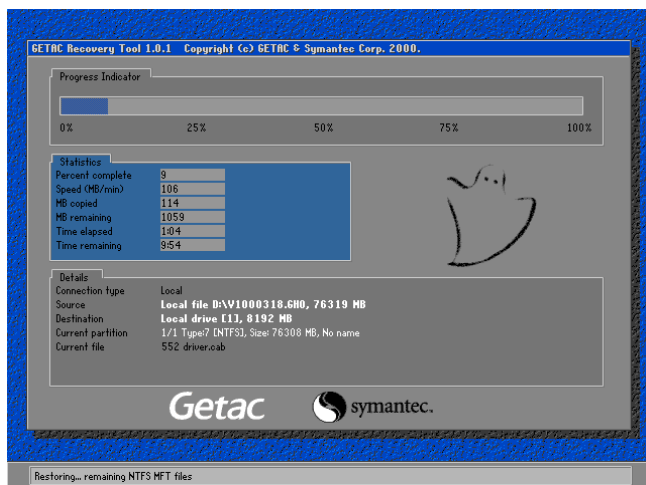 GETAC Recovery Tool 1.0.1 Copyright (c) GETAC & Symantec Corp. 2000.
Progress Indicator
0% 25% 50% 75% 100%
Statistics
Percent complete 9
Speed (MB/min) 106
MB copied 114
MB remaining 1059
Time elapsed 1:04
Time remaining 9:54
Details
Connection type Local
Source Local file D:\V1000318.GHO, 76319 MB
Destination Local drive [1], 8192 MB
Current partition 1/1 Type:7 [NTFS], Size: 76308 MB, No name
Current file 552 driver.cab
Getac symantec.
Restoring... remaining NTFS MFT files